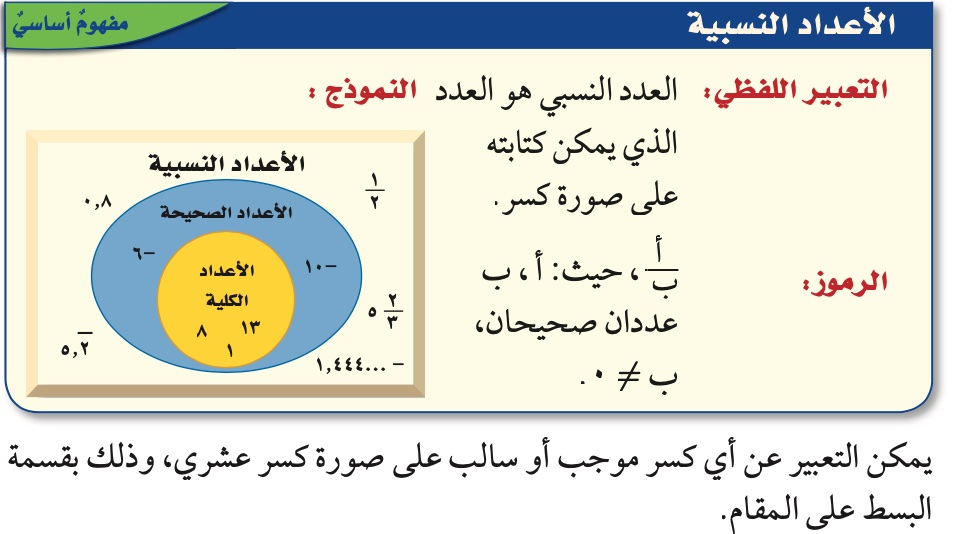 الأعداد النسبية
مفهومٌ أساسيٌ
التعبير اللفظي: العدد النسبي هو العدد
الذي يمكن كتابته
على صورة كسر.
الرموز: أ/ب، حيث: أ، ب
عددان صحيحان،
ب ≠ ٠.
النموذج :
الأعداد النسبية
١/٢
٠,٨
الأعداد الصحيحة
−٦
−١٠
الأعداد
الكلية
١٣ ٨
١
٥ ٢/٣
٥,٢̅
−١,٤٤٤...
يمكن التعبير عن أي كسر موجب أو سالب على صورة كسر عشري، وذلك بقسمة
البسط على المقام.